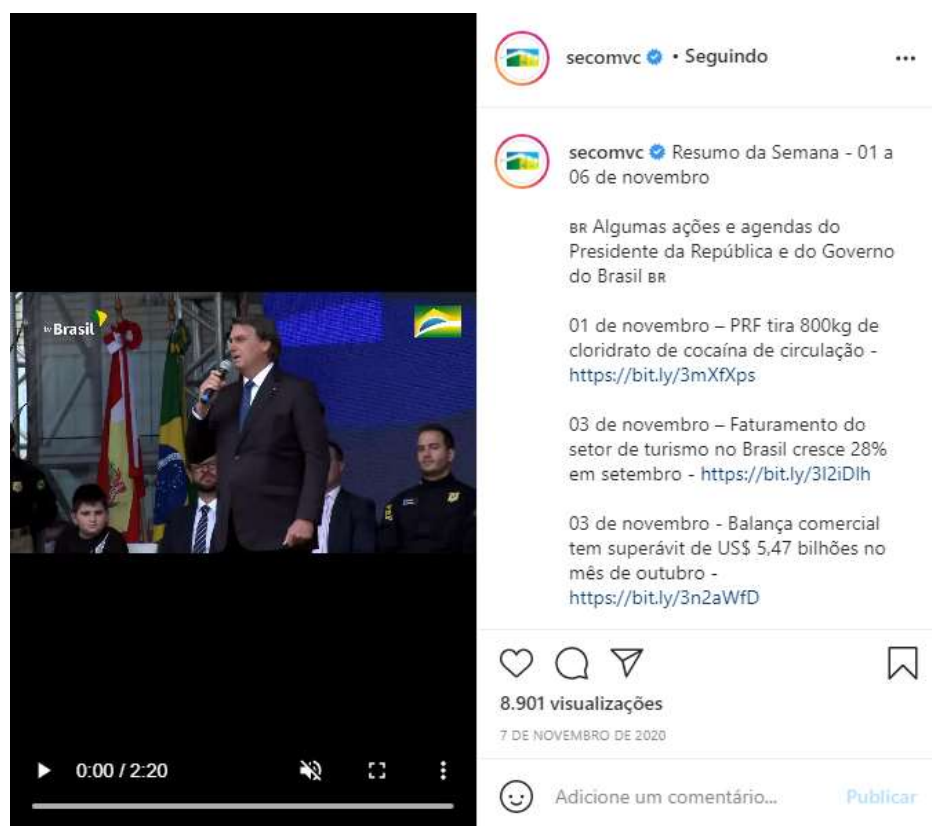 secomvc • Seguindo
secomvc Resumo da Semana - 01 a
06 de novembro
BR Algumas ações e agendas do
Presidente da República e do Governo
do Brasil BR
01 de novembro – PRF tira 800kg de
cloridrato de cocaína de circulação -
https://bit.ly/3mXfXps
03 de novembro – Faturamento do
setor de turismo no Brasil cresce 28%
em setembro - https://bit.ly/3I2iDlh
03 de novembro - Balança comercial
tem superávit de US$ 5,47 bilhões no
mês de outubro -
https://bit.ly/3n2aWfD
tv Brasil
8.901 visualizações
7 DE NOVEMBRO DE 2020
0:00 / 2:20
Adicione um comentário... Publicar